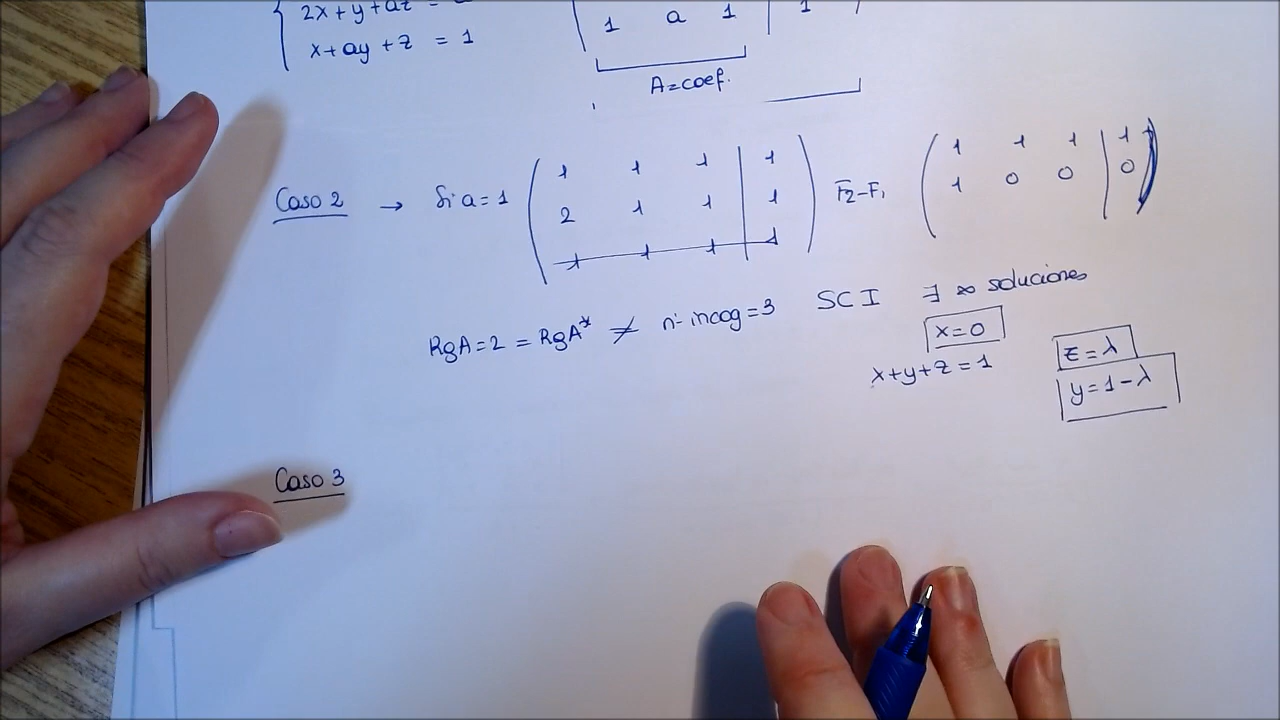 2x+y+az =
1 a 1 | 1
x+ay+z = 1
A=coef.
Caso 2 → Si a=1
1 1 1 | 1
2 1 1 | 1
1 1 1 | 1
F2-F1
1 1 1 | 1
1 0 0 | 0
RgA=2 = RgA* ≠ nº incog=3 SCI ∃ ∞ soluciones
x=0
x+y+z=1
z=λ
y=1-λ
Caso 3